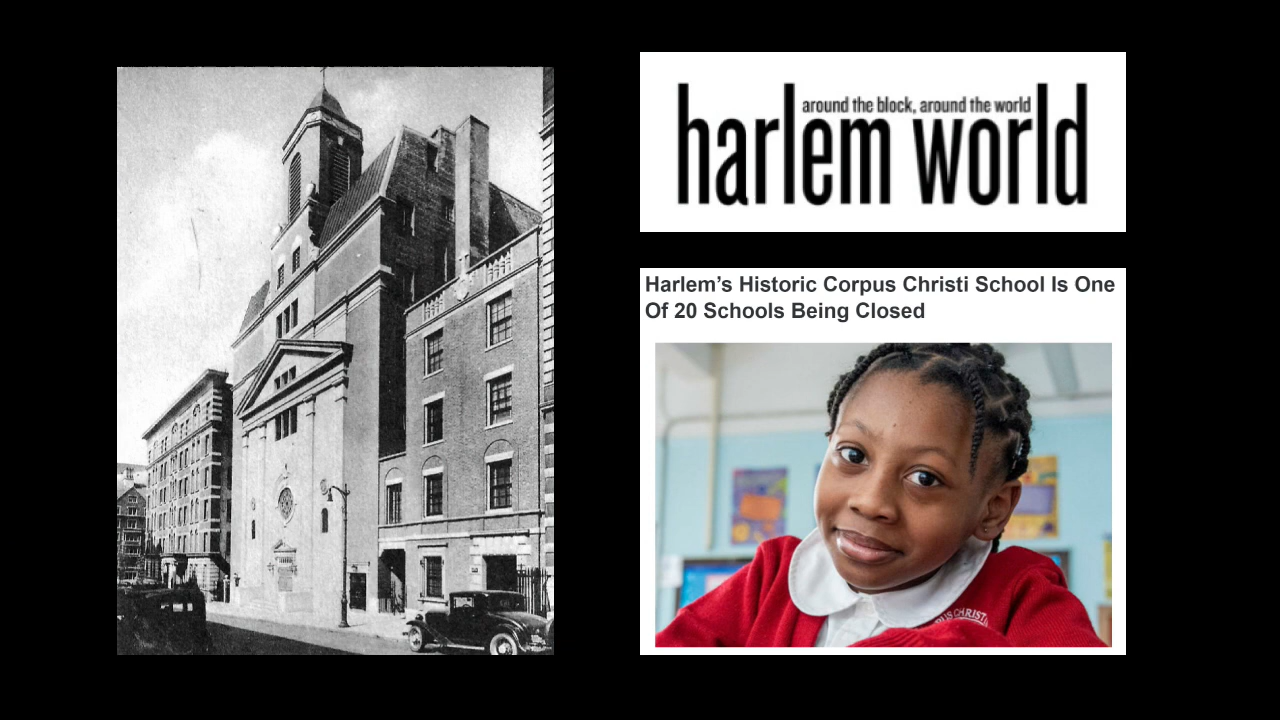 around the block, around the world
harlem world
Harlem’s Historic Corpus Christi School Is One
Of 20 Schools Being Closed
CHRISTI